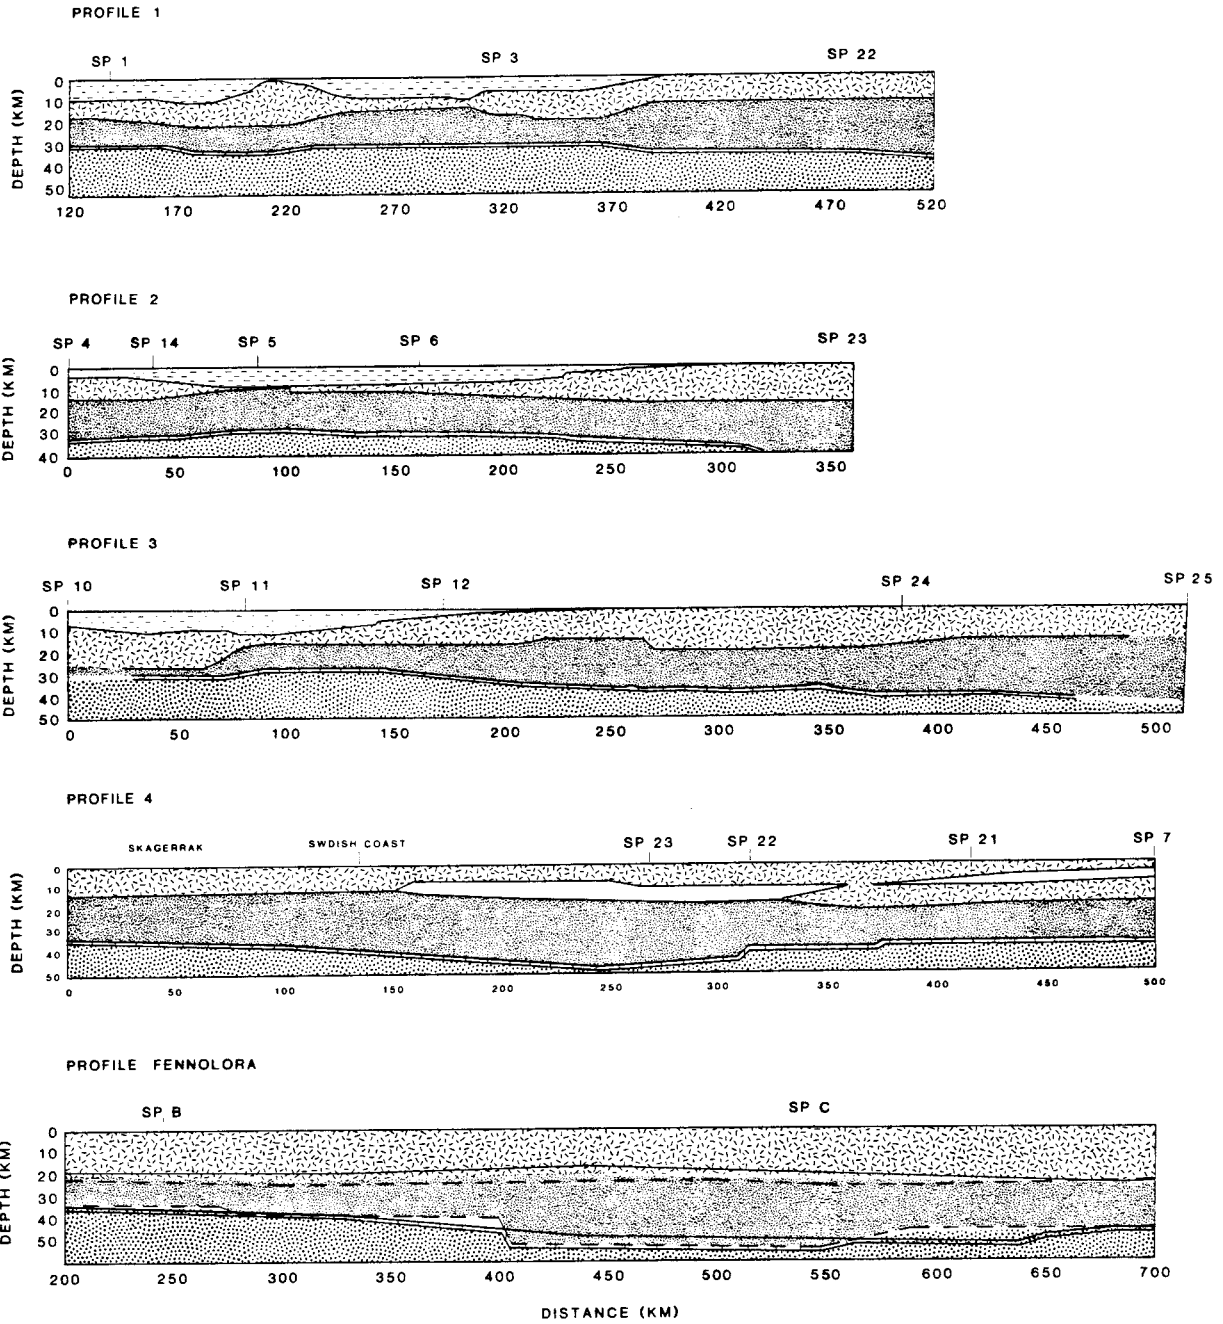 PROFILE 1
SP 1 SP 3 SP 22
DEPTH (KM)
0
10
20
30
40
50
120 170 220 270 320 370 420 470 520
PROFILE 2
SP 4 SP 14 SP 5 SP 6 SP 23
DEPTH (KM)
0
10
20
30
40
0 50 100 150 200 250 300 350
PROFILE 3
SP 10 SP 11 SP 12 SP 24 SP 25
DEPTH (KM)
0
10
20
30
40
50
0 50 100 150 200 250 300 350 400 450 500
PROFILE 4
SKAGERRAK SWDISH COAST SP 23 SP 22 SP 21 SP 7
DEPTH (KM)
0
10
20
30
40
50
0 50 100 150 200 250 300 350 400 450 500
PROFILE FENNOLORA
SP B SP C
DEPTH (KM)
0
10
20
30
40
50
200 250 300 350 400 450 500 550 600 650 700
DISTANCE (KM)